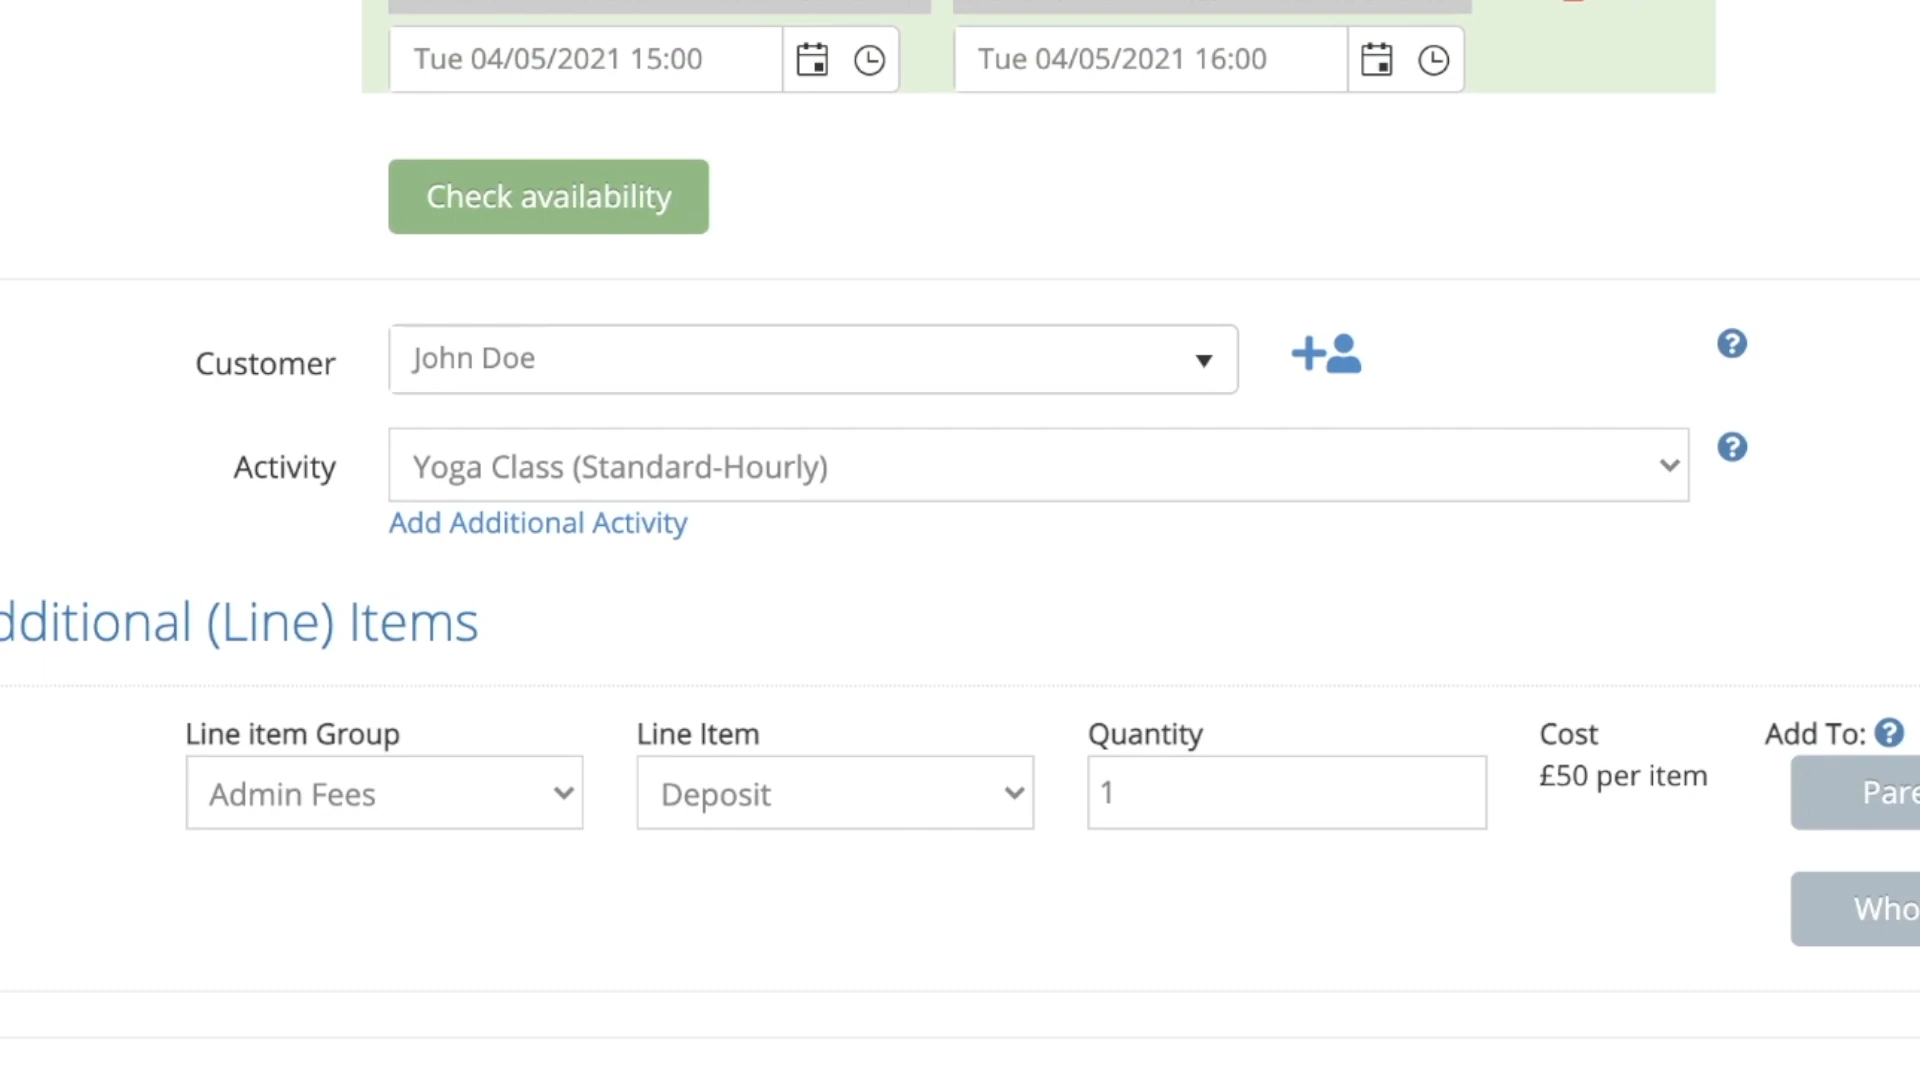 Tue 04/05/2021 15:00
Tue 04/05/2021 16:00
Check availability
Customer
John Doe
Activity
Yoga Class (Standard-Hourly)
Add Additional Activity
dditional (Line) Items
Line item Group
Line Item
Quantity
Cost
Add To:
£50 per item
Admin Fees
Deposit
1
Pare
Who